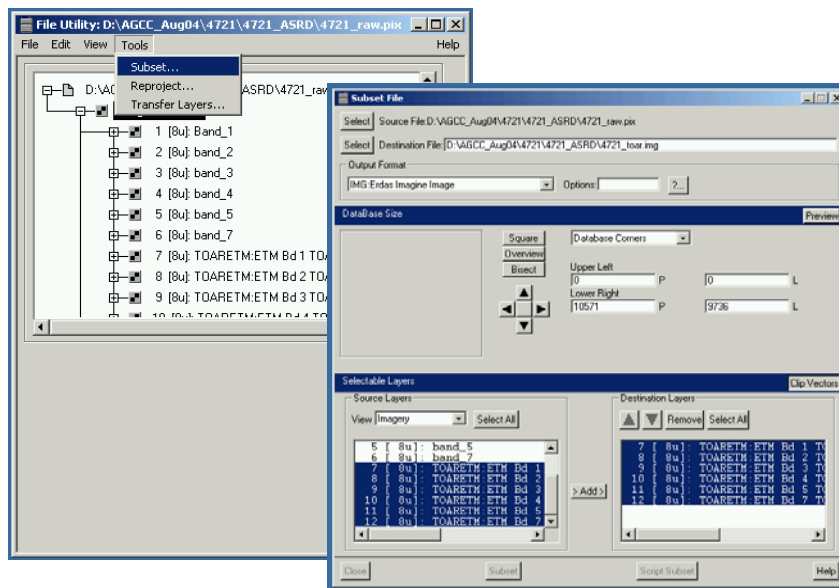 File Utility: D:\AGCC_Aug04\4721\4721_ASRD\4721_raw.pix
File Edit View Tools Help
Subset...
Reproject...
Transfer Layers...
1 [8u]: Band_1
2 [8u]: band_2
3 [8u]: band_3
4 [8u]: band_4
5 [8u]: band_5
6 [8u]: band_7
7 [8u]: TOARETM:ETM Bd 1 TOA
8 [8u]: TOARETM:ETM Bd 2 TOA
9 [8u]: TOARETM:ETM Bd 3 TOA
Subset File
Select Source File:D:\AGCC_Aug04\4721\4721_ASRD\4721_raw.pix
Select Destination File: D:\AGCC_Aug04\4721\4721_ASRD\4721_toar.img
Output Format
IMG:Erdas Imagine Image Options: ?...
DataBase Size Preview
Square Database Corners
Overview
Bisect Upper Left
0 P 0 L
Lower Right
10571 P 9736 L
Selectable Layers Clip Vectors
Source Layers
View Imagery Select All
5 [ 8u]: band_5
6 [ 8u]: band_7
7 [ 8u]: TOARETM:ETM Bd 1
8 [ 8u]: TOARETM:ETM Bd 2
9 [ 8u]: TOARETM:ETM Bd 3
10 [ 8u]: TOARETM:ETM Bd 4
11 [ 8u]: TOARETM:ETM Bd 5
12 [ 8u]: TOARETM:ETM Bd 7
> Add >
Destination Layers
Remove Select All
7 [ 8u]: TOARETM:ETM Bd 1 TO
8 [ 8u]: TOARETM:ETM Bd 2 TO
9 [ 8u]: TOARETM:ETM Bd 3 TO
10 [ 8u]: TOARETM:ETM Bd 4 TO
11 [ 8u]: TOARETM:ETM Bd 5 TO
12 [ 8u]: TOARETM:ETM Bd 7 TO
Close Subset Script Subset Help